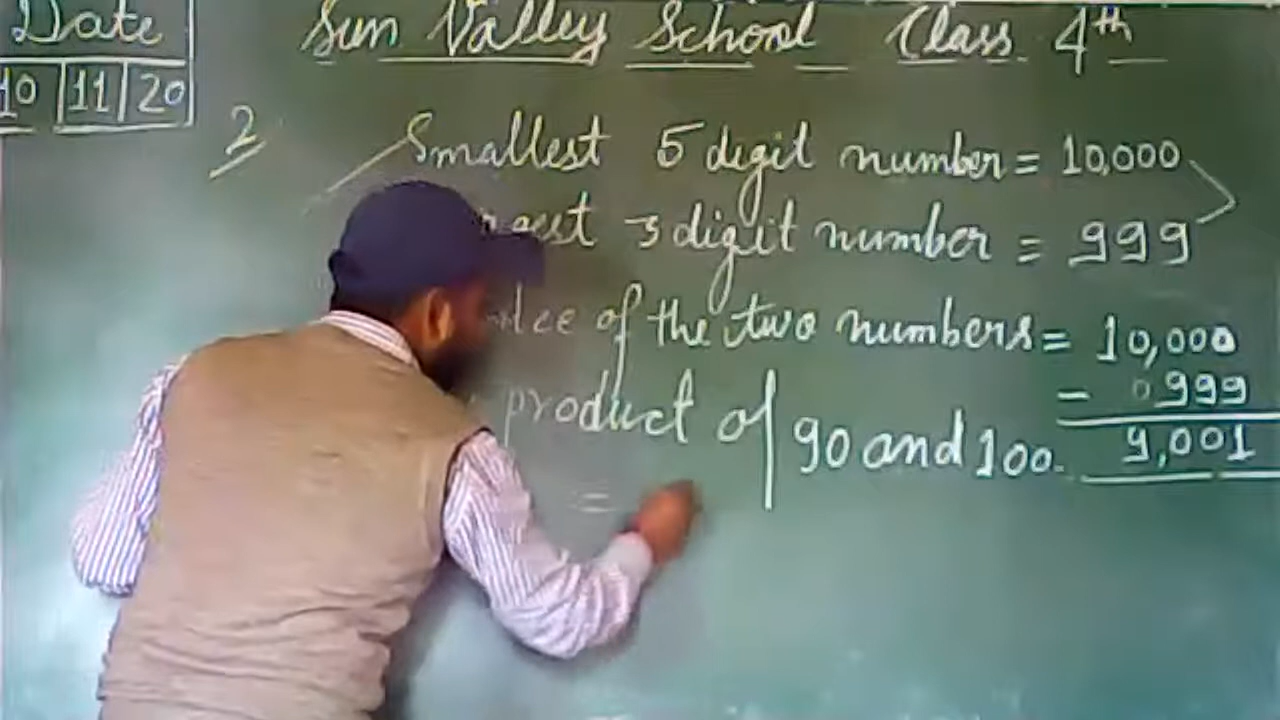 Date
10 11 20
Sun Valley School Class 4th
2
Smallest 5 digit number = 10,000
3 digit number = 999
of the two numbers = 10,000
- 0999
9,001
product of 90 and 100.
=